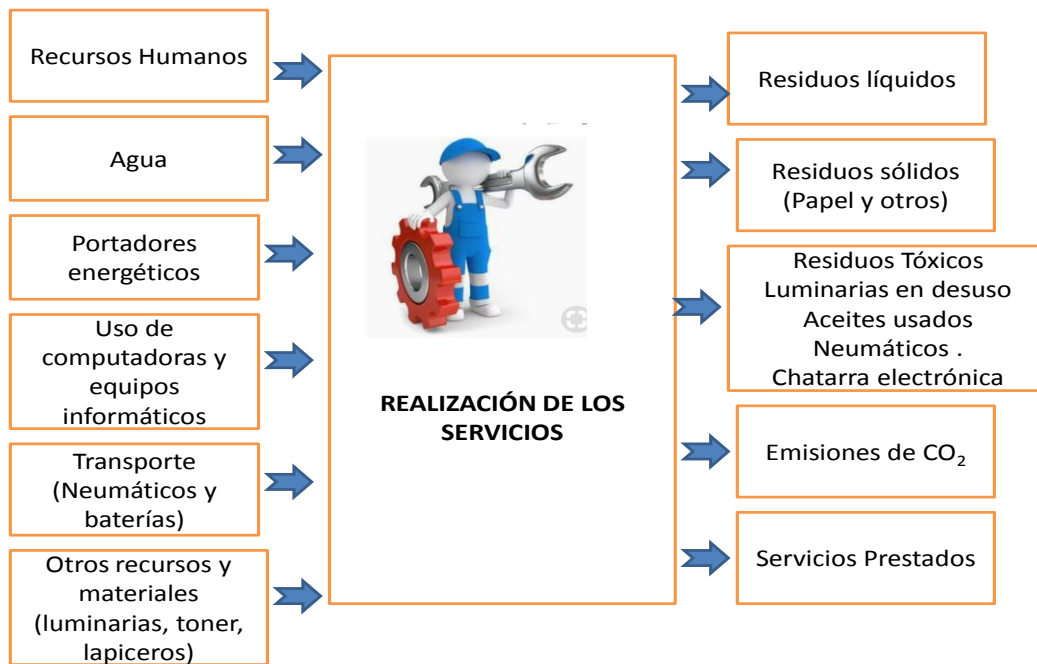 Recursos Humanos
Agua
Portadores
energéticos
Uso de
computadoras y
equipos
informáticos
Transporte
(Neumáticos y
baterías)
Otros recursos y
materiales
(luminarias, toner,
lapiceros)
REALIZACIÓN DE LOS
SERVICIOS
Residuos líquidos
Residuos sólidos
(Papel y otros)
Residuos Tóxicos
Luminarias en desuso
Aceites usados
Neumáticos .
Chatarra electrónica
Emisiones de CO₂
Servicios Prestados